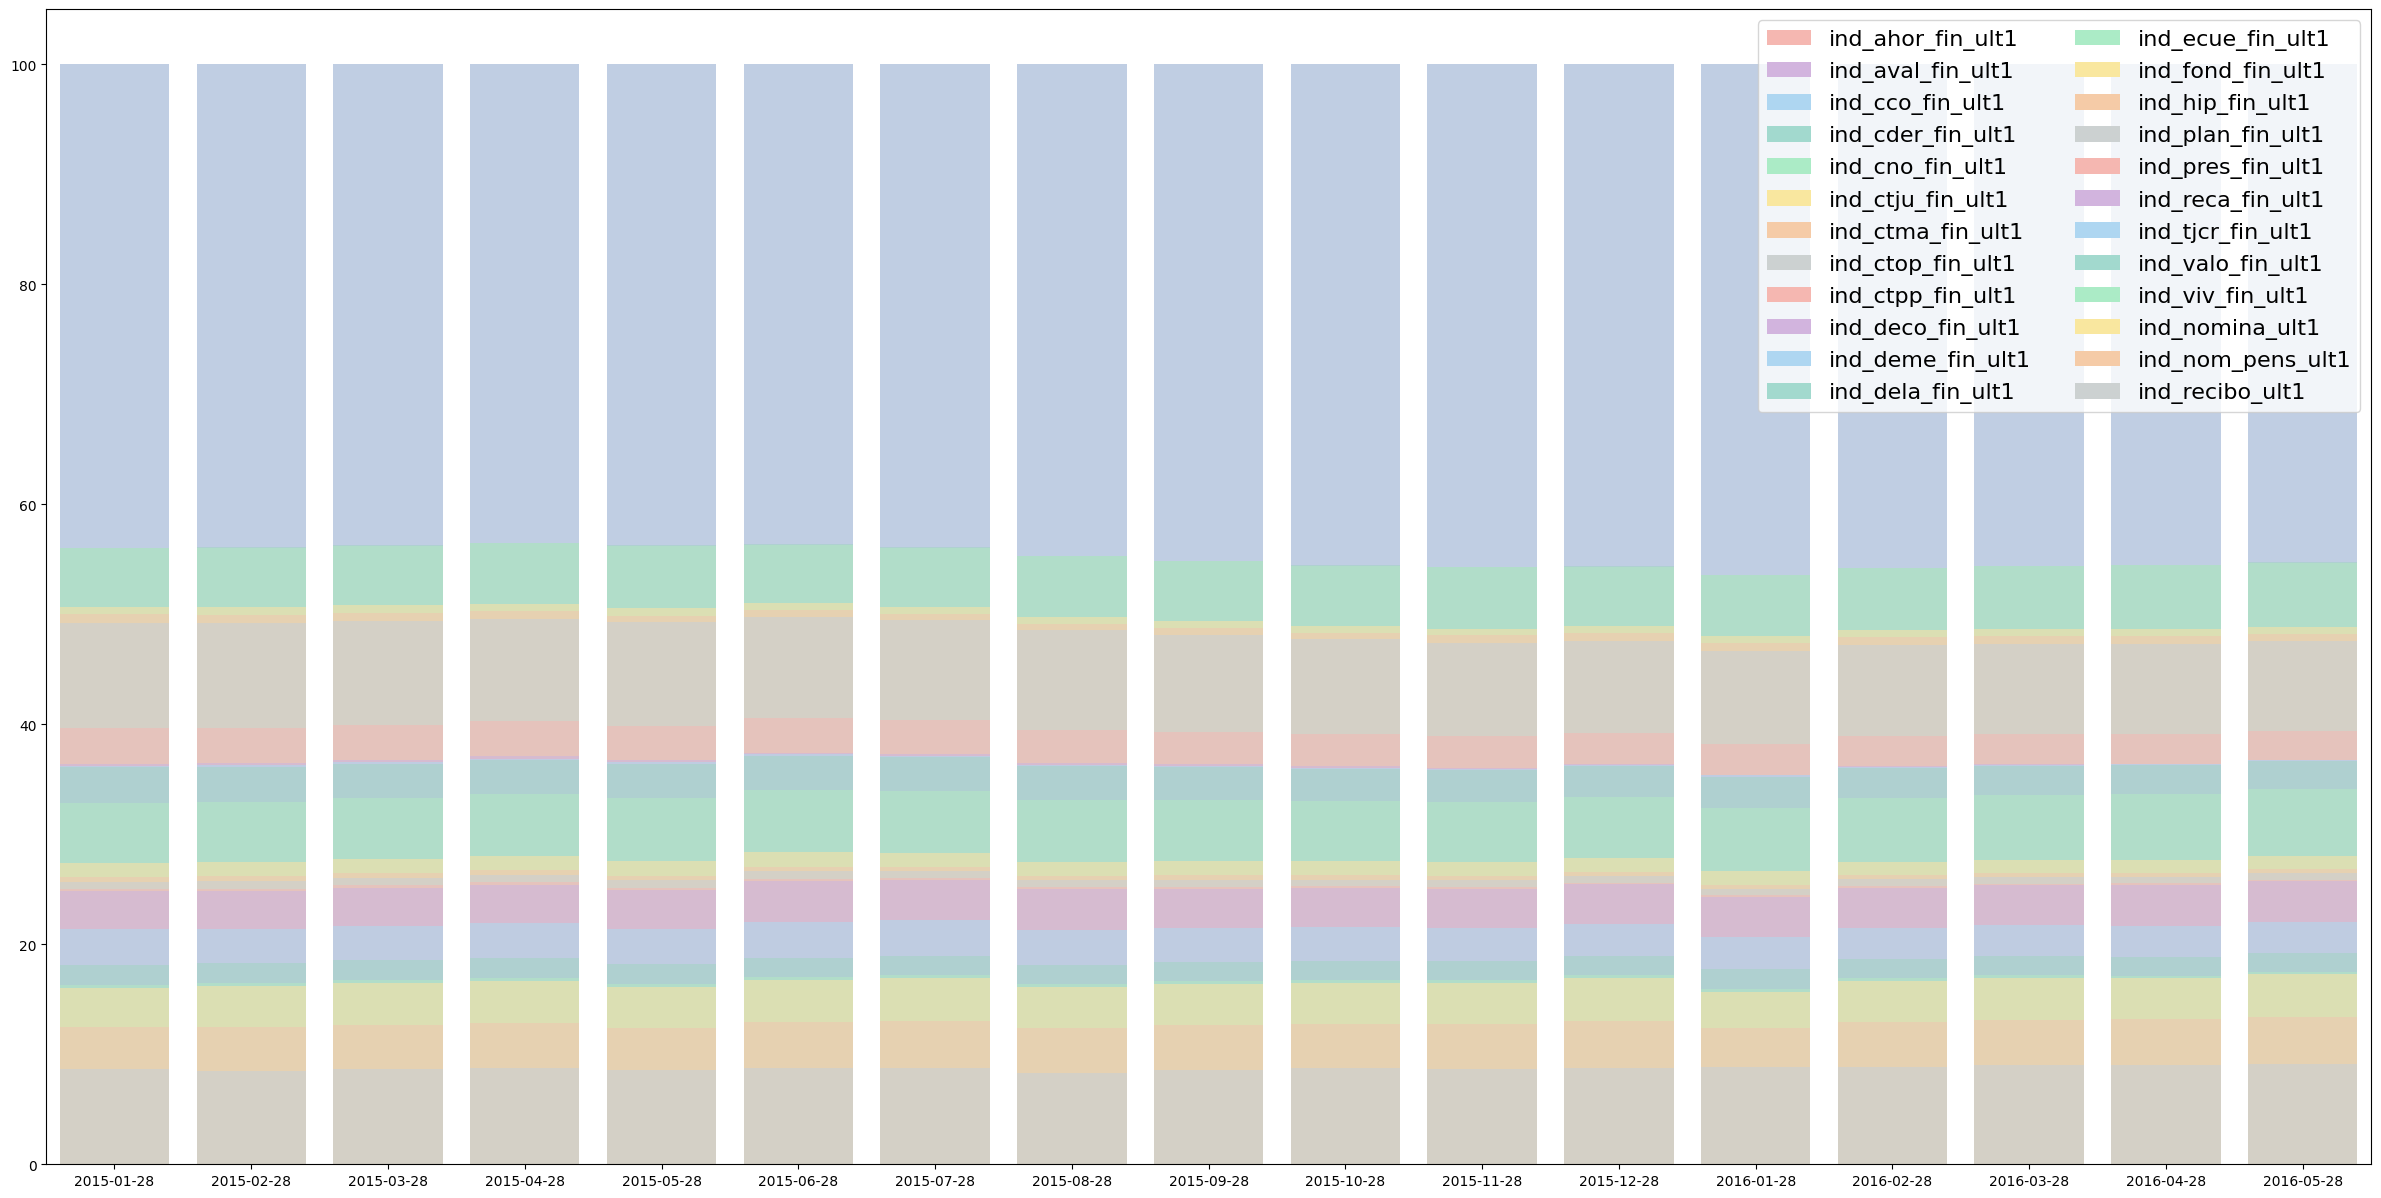 100
80
60
40
20
0
ind_ahor_fin_ult1
ind_aval_fin_ult1
ind_cco_fin_ult1
ind_cder_fin_ult1
ind_cno_fin_ult1
ind_ctju_fin_ult1
ind_ctma_fin_ult1
ind_ctop_fin_ult1
ind_ctpp_fin_ult1
ind_deco_fin_ult1
ind_deme_fin_ult1
ind_dela_fin_ult1
ind_ecue_fin_ult1
ind_fond_fin_ult1
ind_hip_fin_ult1
ind_plan_fin_ult1
ind_pres_fin_ult1
ind_reca_fin_ult1
ind_tjcr_fin_ult1
ind_valo_fin_ult1
ind_viv_fin_ult1
ind_nomina_ult1
ind_nom_pens_ult1
ind_recibo_ult1
2015-01-28 2015-02-28 2015-03-28 2015-04-28 2015-05-28 2015-06-28 2015-07-28 2015-08-28 2015-09-28 2015-10-28 2015-11-28 2015-12-28 2016-01-28 2016-02-28 2016-03-28 2016-04-28 2016-05-28